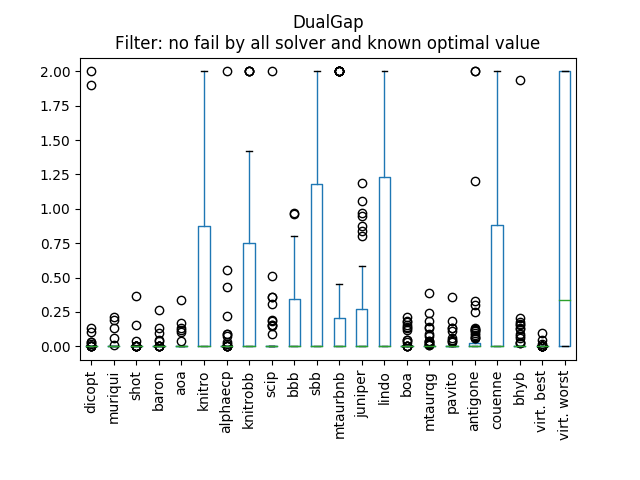 DualGap
Filter: no fail by all solver and known optimal value
2.00
1.75
1.50
1.25
1.00
0.75
0.50
0.25
0.00
dicopt
muriqui
shot
baron
aoa
knitro
alphaecp
knitrobb
scip
bbb
sbb
mtaurbnb
juniper
lindo
boa
mtaurqg
pavito
antigone
couenne
bhyb
virt. best
virt. worst